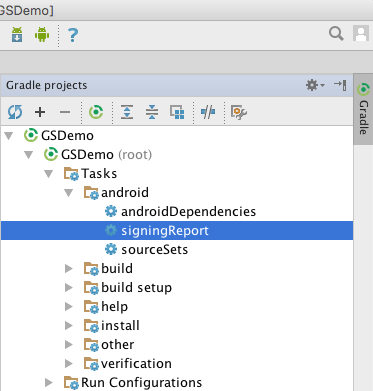 GSDemo]
?
Gradle projects
Gradle
GSDemo
GSDemo (root)
Tasks
android
androidDependencies
signingReport
sourceSets
build
build setup
help
install
other
verification
Run Configurations